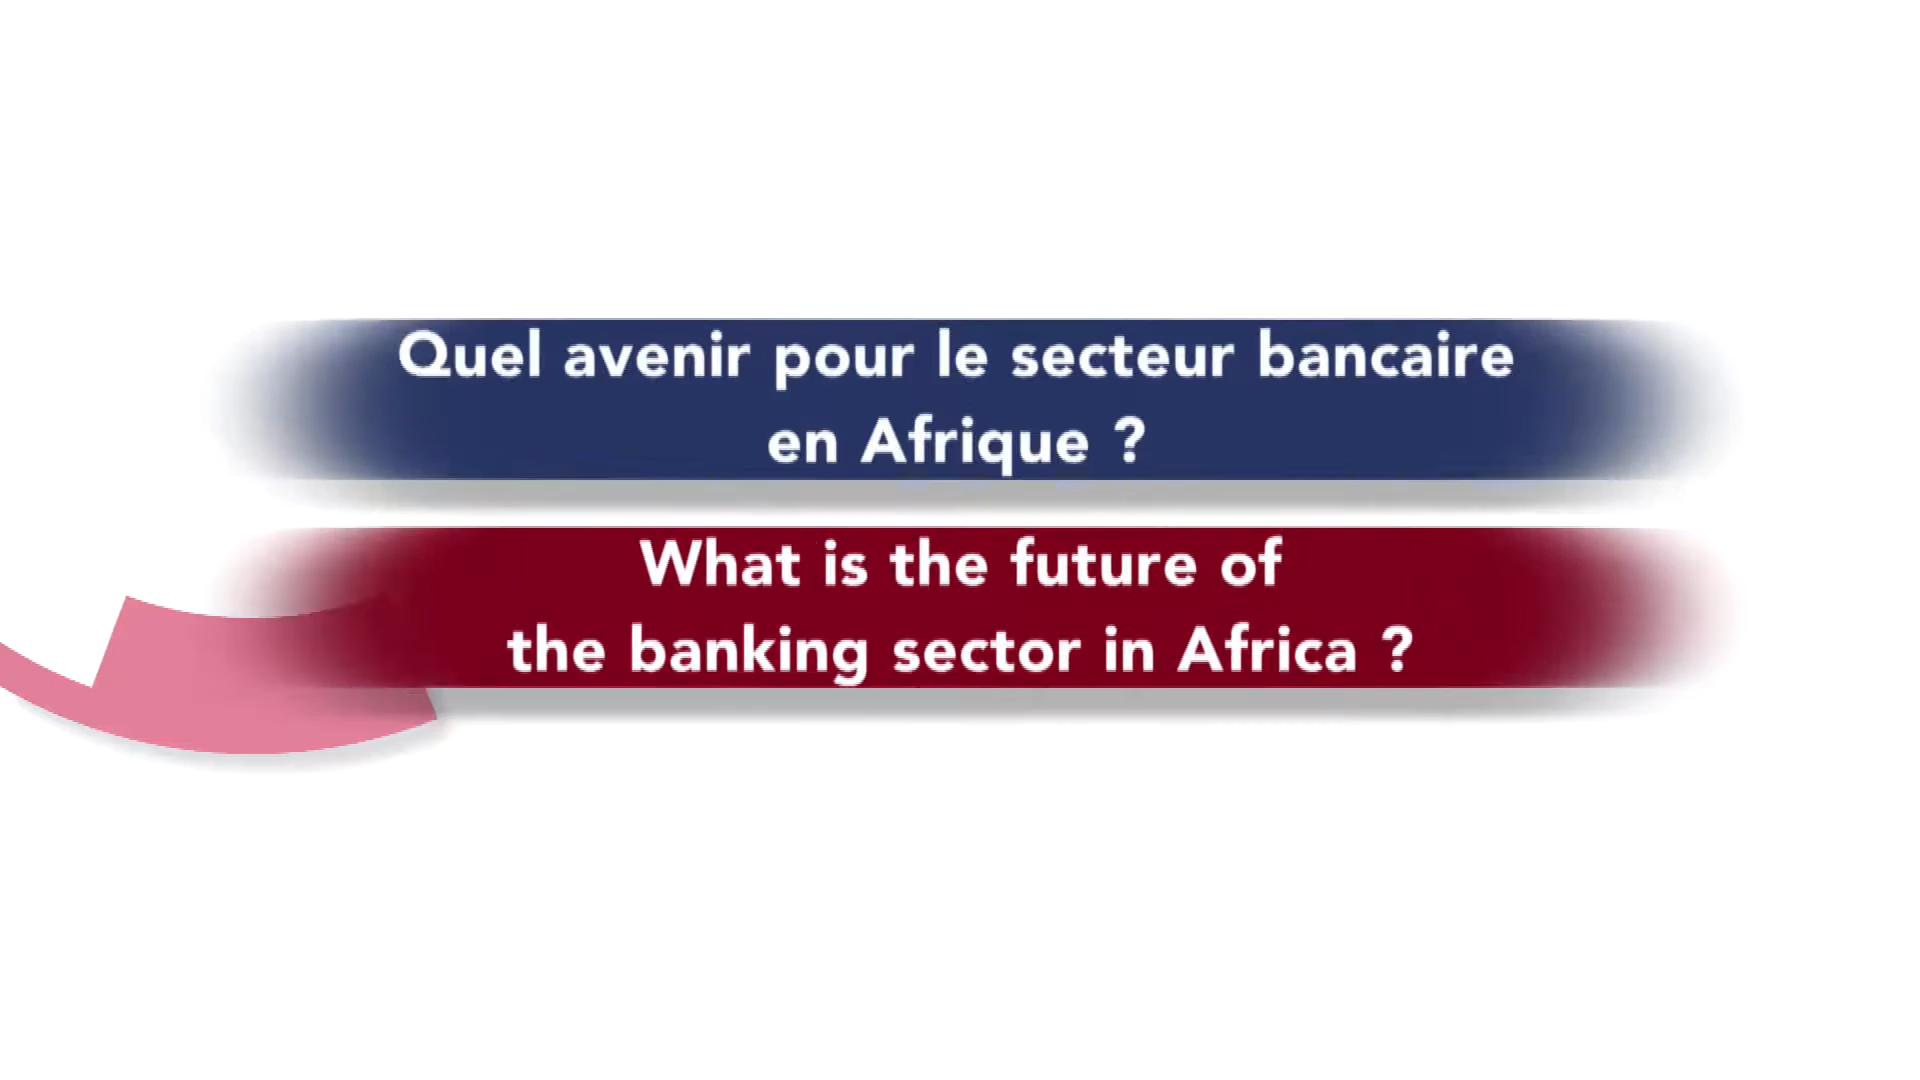 Quel avenir pour le secteur bancaire
en Afrique ?
What is the future of
the banking sector in Africa ?